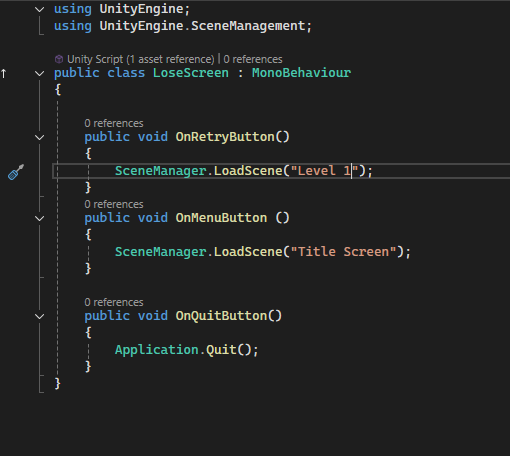 using UnityEngine;
using UnityEngine.SceneManagement;
Unity Script (1 asset reference) | 0 references
public class LoseScreen : MonoBehaviour
{
0 references
public void OnRetryButton()
{
SceneManager.LoadScene("Level 1");
}
0 references
public void OnMenuButton ()
{
SceneManager.LoadScene("Title Screen");
}
0 references
public void OnQuitButton()
{
Application.Quit();
}
}